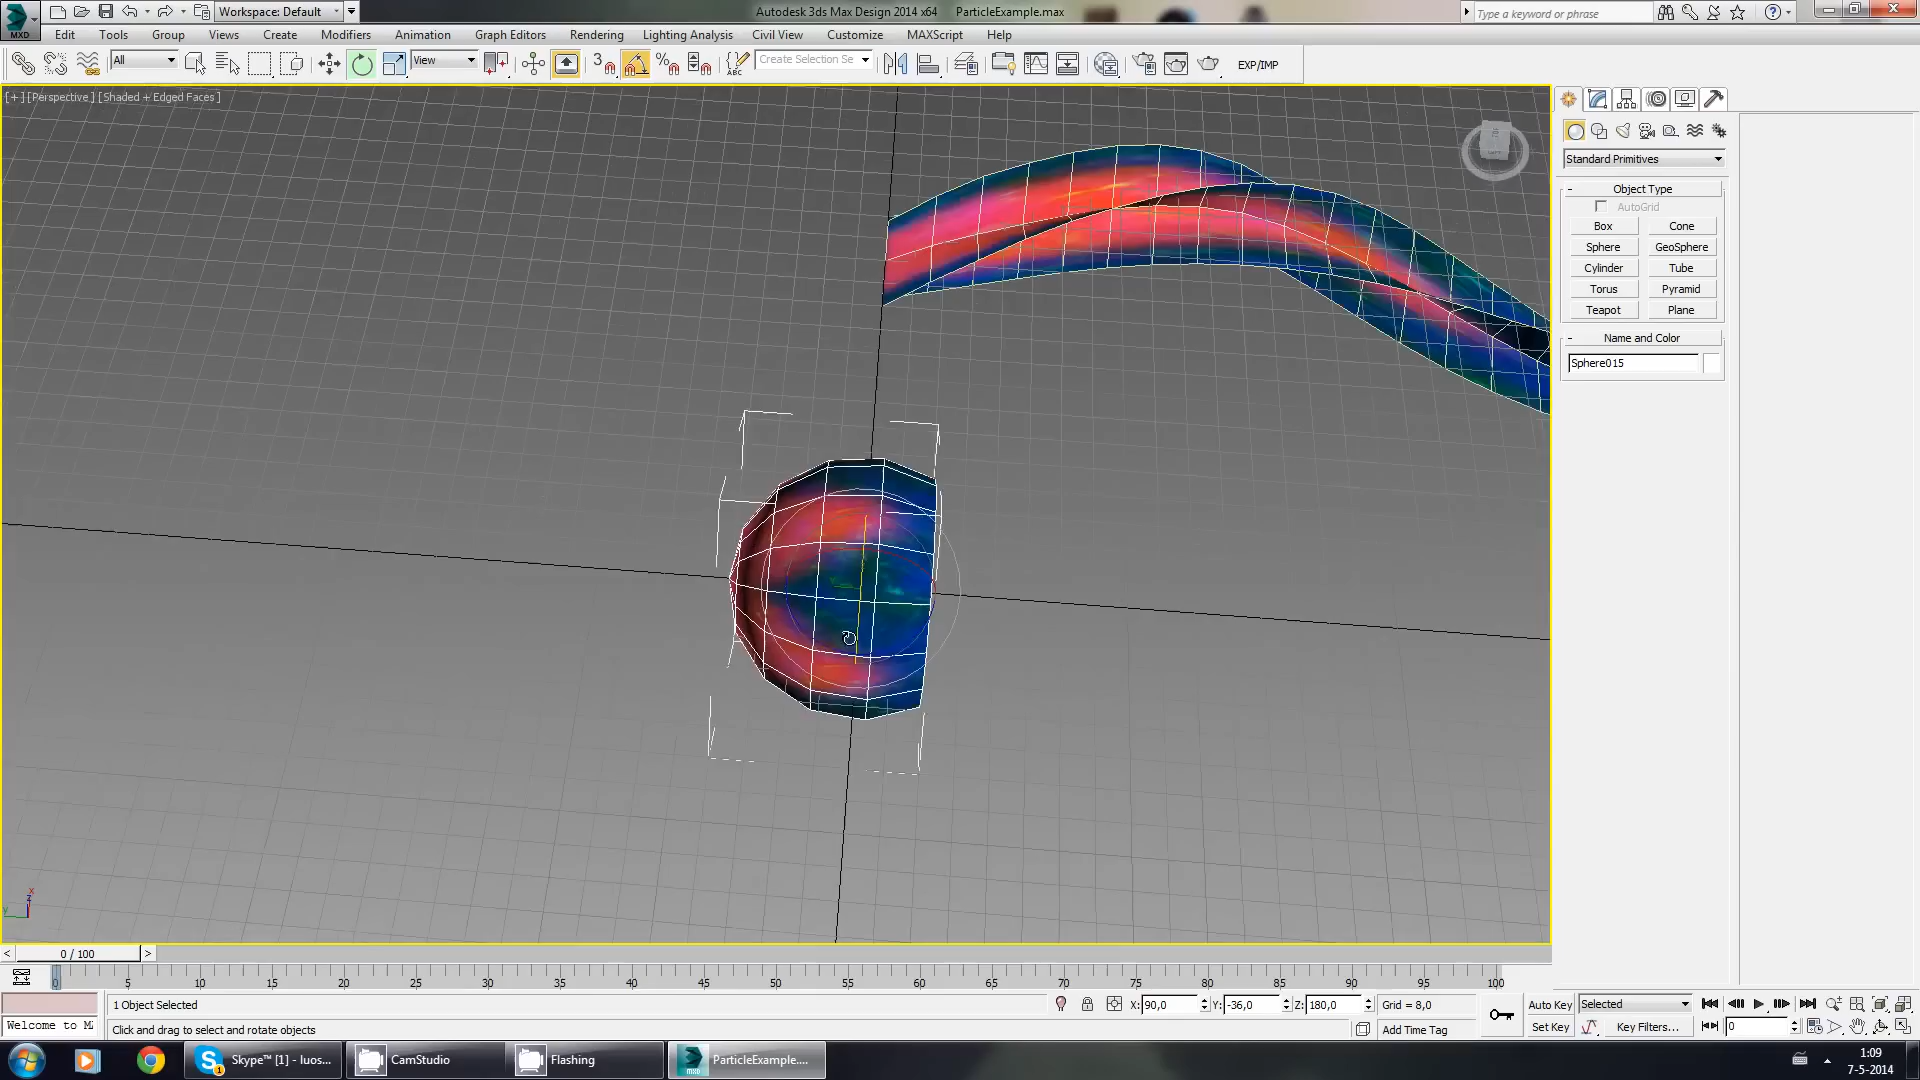 Workspace: Default
Autodesk 3ds Max Design 2014 x64 ParticleExample.max
Type a keyword or phrase
MXD
Edit Tools Group Views Create Modifiers Animation Graph Editors Rendering Lighting Analysis Civil View Customize MAXScript Help
All View 3 ABC Create Selection Se EXP/IMP
[+] [Perspective] [Shaded + Edged Faces]
Standard Primitives
- Object Type
AutoGrid
Box Cone
Sphere GeoSphere
Cylinder Tube
Torus Pyramid
Teapot Plane
- Name and Color
Sphere015
x
z
y
< 0 / 100 >
0 5 10 15 20 25 30 35 40 45 50 55 60 65 70 75 80 85 90 95 100
1 Object Selected X: 90,0 Y: -36,0 Z: 180,0 Grid = 8,0 Auto Key Selected
Welcome to M Click and drag to select and rotate objects Add Time Tag Set Key Key Filters... 0
Skype™ [1] - luos... CamStudio Flashing ParticleExample....
1:09
7-5-2014